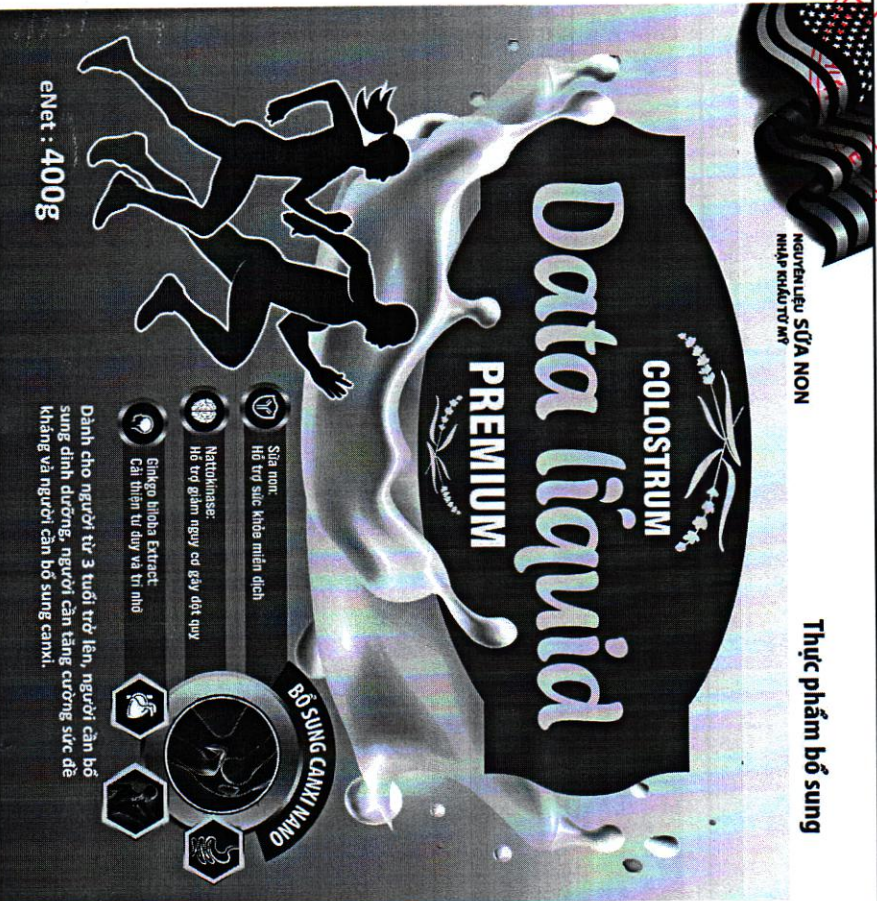 Thực phẩm bổ sung
NGUYÊN LIỆU SỮA NON
NHẬP KHẨU TỪ MỸ
COLOSTRUM
Data liquid
PREMIUM
Sữa non:
Hỗ trợ sức khỏe miễn dịch
Nattokinase:
Hỗ trợ giảm nguy cơ gây đột quỵ
Ginkgo biloba Extract:
Cải thiện tư duy và trí nhớ
BỔ SUNG CANXI NANO
Dành cho người từ 3 tuổi trở lên, người cần bổ
sung dinh dưỡng, người cần tăng cường sức đề
kháng và người cần bổ sung canxi.
eNet : 400g